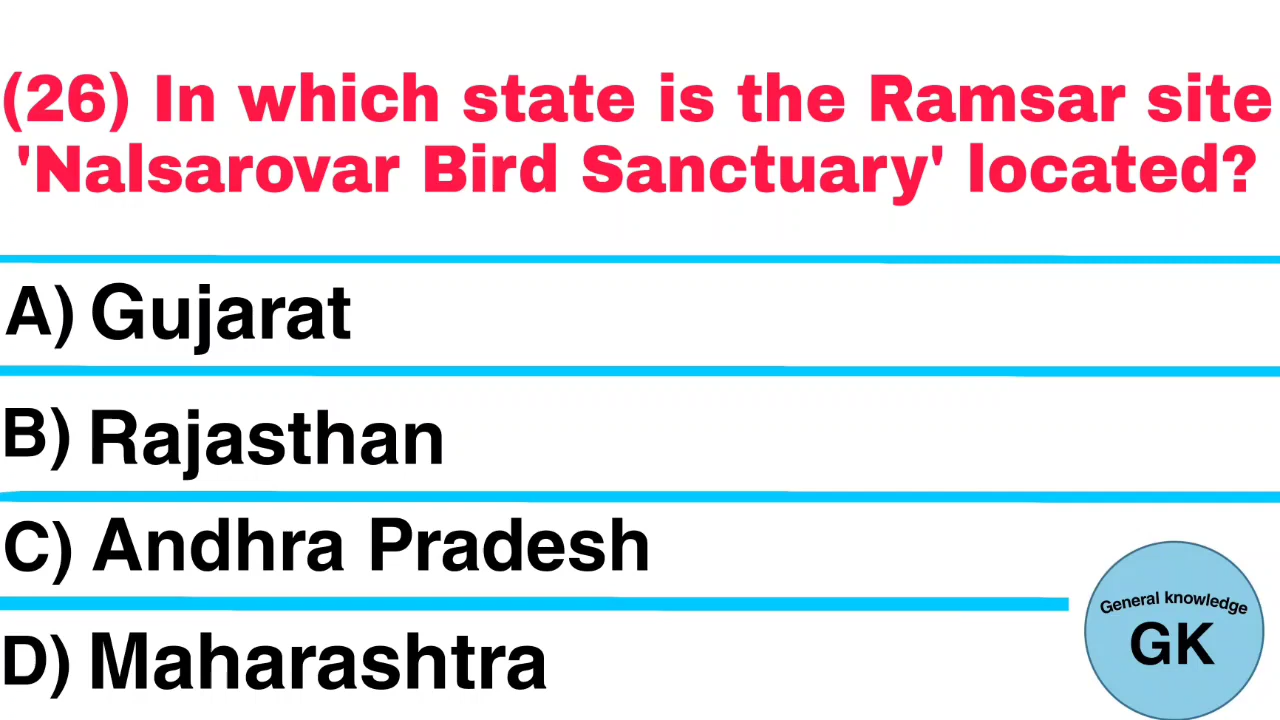 (26) In which state is the Ramsar site
'Nalsarovar Bird Sanctuary' located?
A) Gujarat
B) Rajasthan
C) Andhra Pradesh
D) Maharashtra
General knowledge
GK